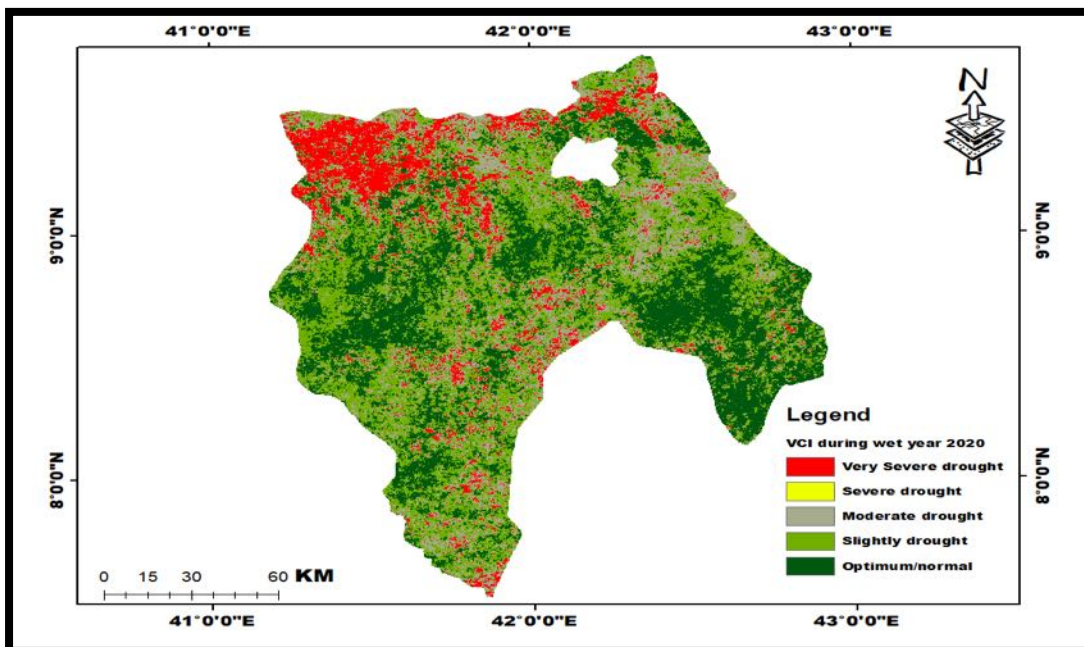 41°0'0"E 42°0'0"E 43°0'0"E
N
9°0'0"N 9°0'0"N
8°0'0"N 8°0'0"N
Legend
VCI during wet year 2020
Very Severe drought
Severe drought
Moderate drought
Slightly drought
Optimum/normal
0 15 30 60 KM
41°0'0"E 42°0'0"E 43°0'0"E